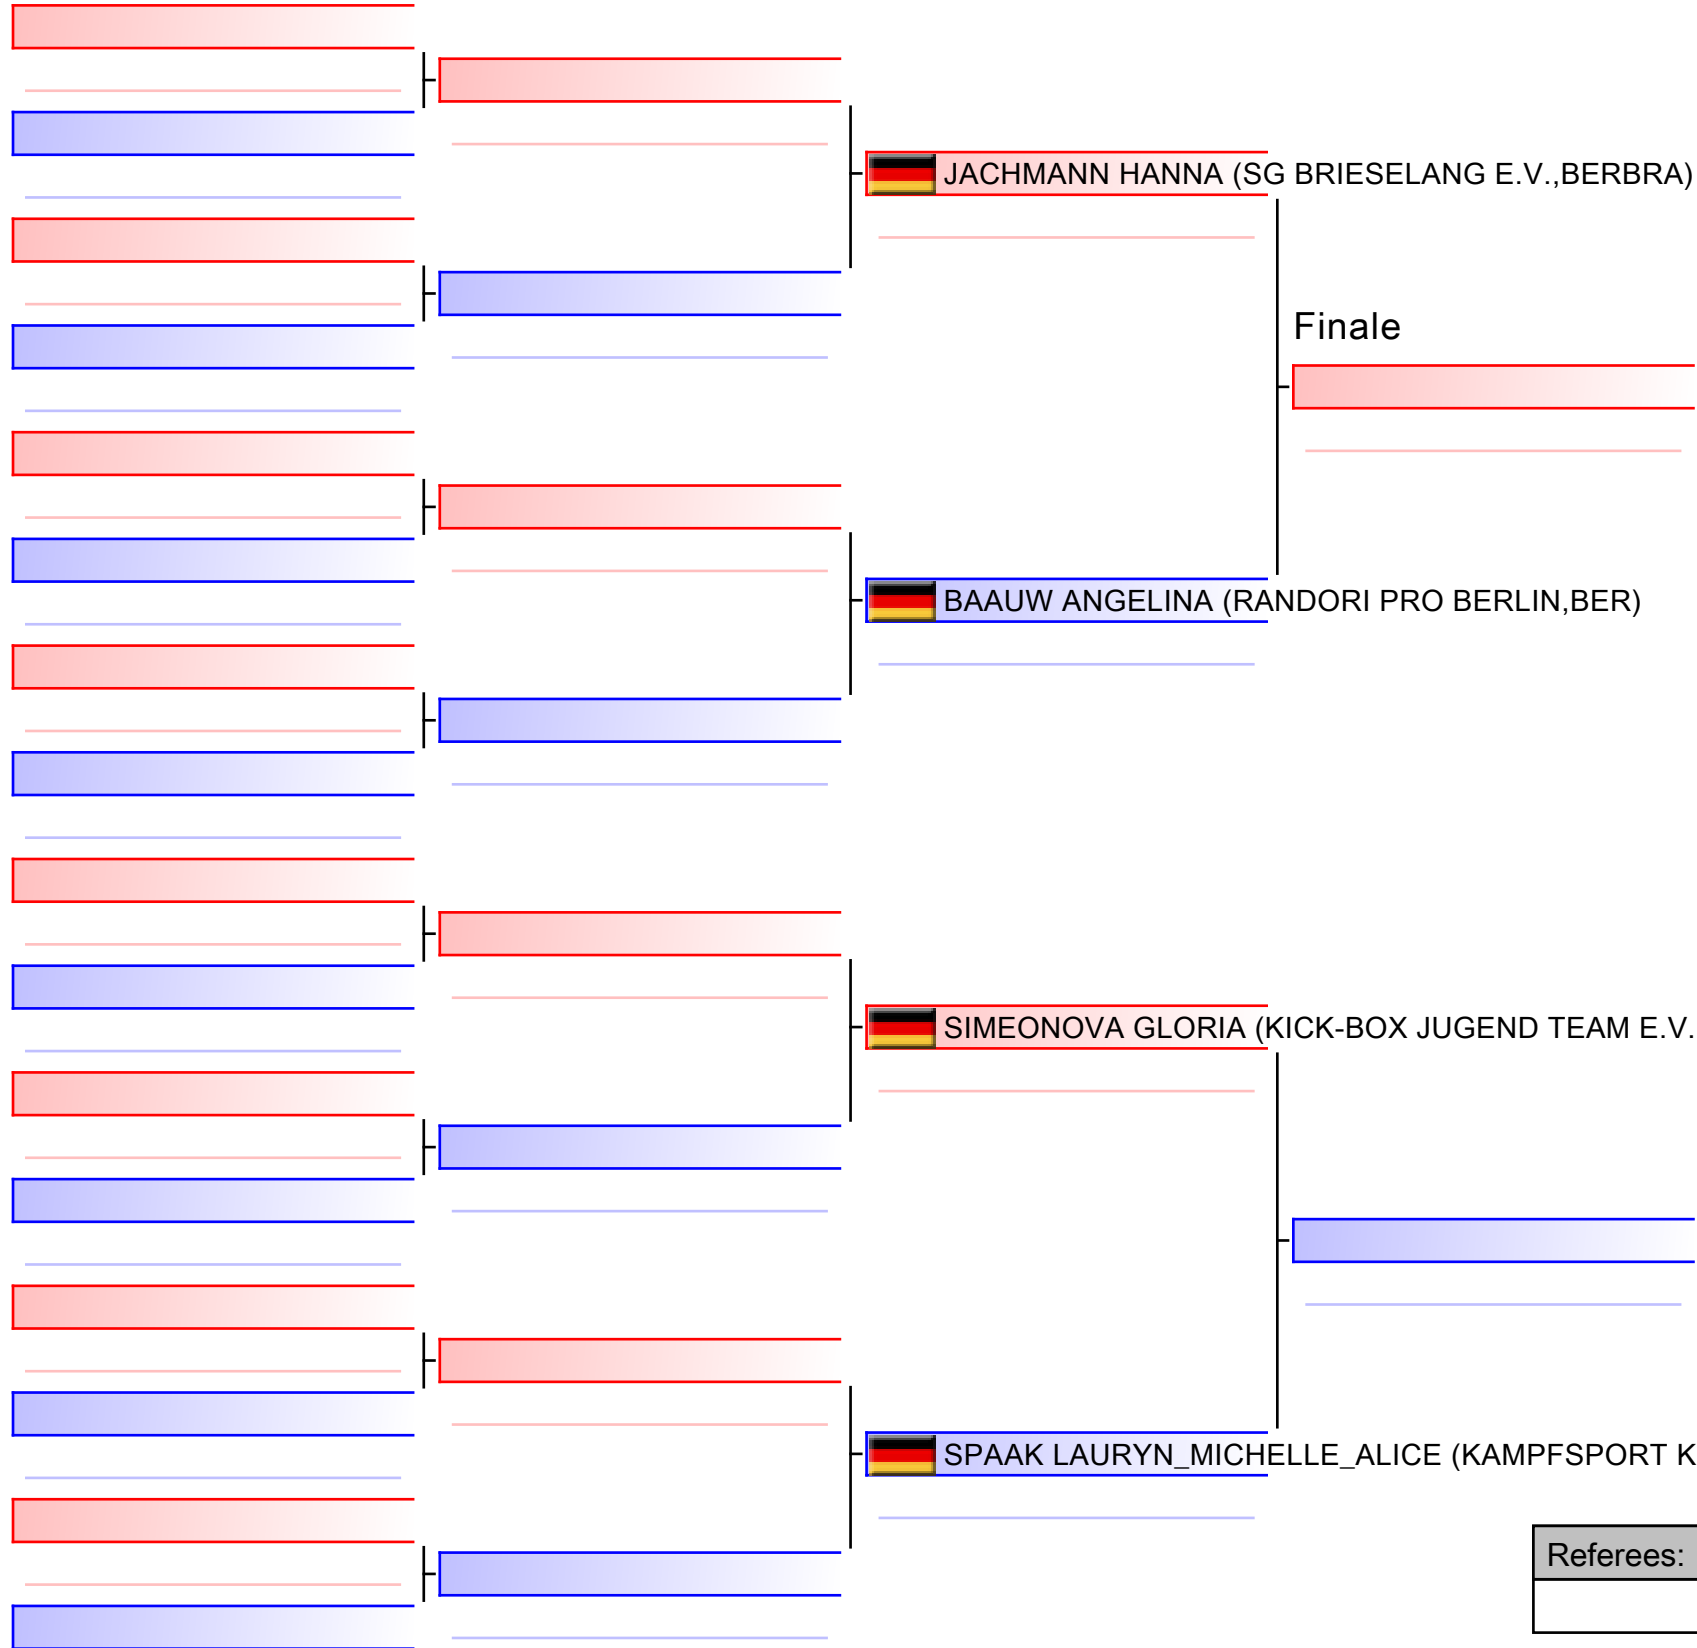 JACHMANN HANNA (SG BRIESELANG E.V.,BERBRA)
Finale
BAAUW ANGELINA (RANDORI PRO BERLIN,BER)
SIMEONOVA GLORIA (KICK-BOX JUGEND TEAM E.V.
SPAAK LAURYN_MICHELLE_ALICE (KAMPFSPORT K
Referees: